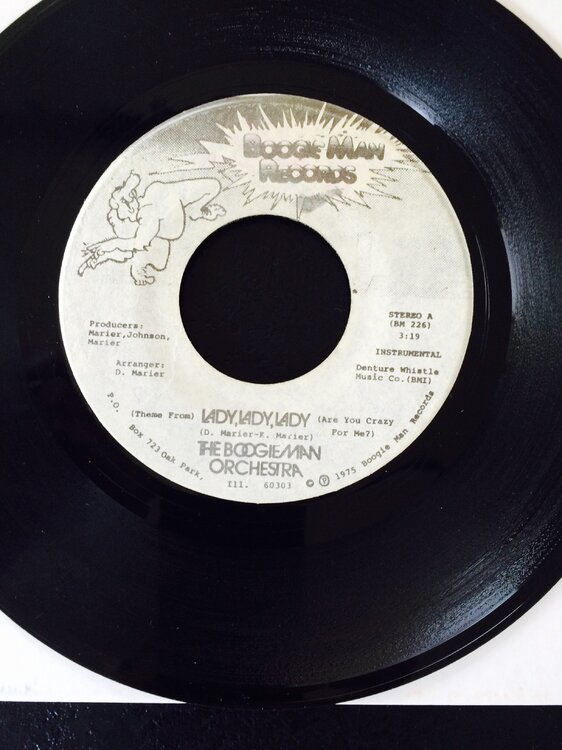 BOOGIE MAN
RECORDS
Producers:
Marier, Johnson,
Marier
Arranger:
D. Marier
STEREO A
(BM 226)
3:19
INSTRUMENTAL
Denture Whistle
Music Co.(BMI)
(Theme From) LADY, LADY, LADY (Are You Crazy
For Me?)
(D. Marier-E. Marier)
THE BOOGIE MAN
ORCHESTRA
P.O. Box 723 Oak Park, Ill. 60303 © Ⓟ 1975 Boogie Man Records